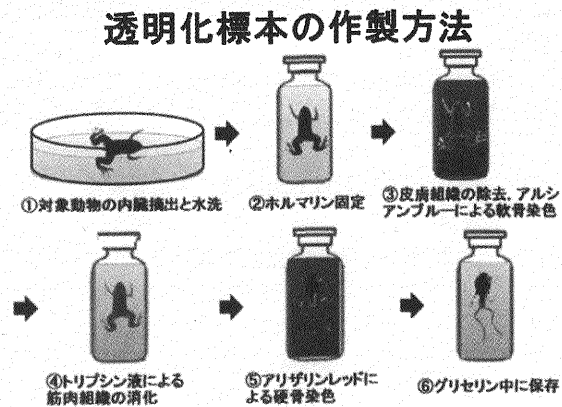 透明化標本の作製方法
①対象動物の内臓摘出と水洗
②ホルマリン固定
③皮膚組織の除去,アルシ
アンブルーによる軟骨染色
④トリプシン液による
筋肉組織の消化
⑤アリザリンレッドに
よる硬骨染色
⑥グリセリン中に保存